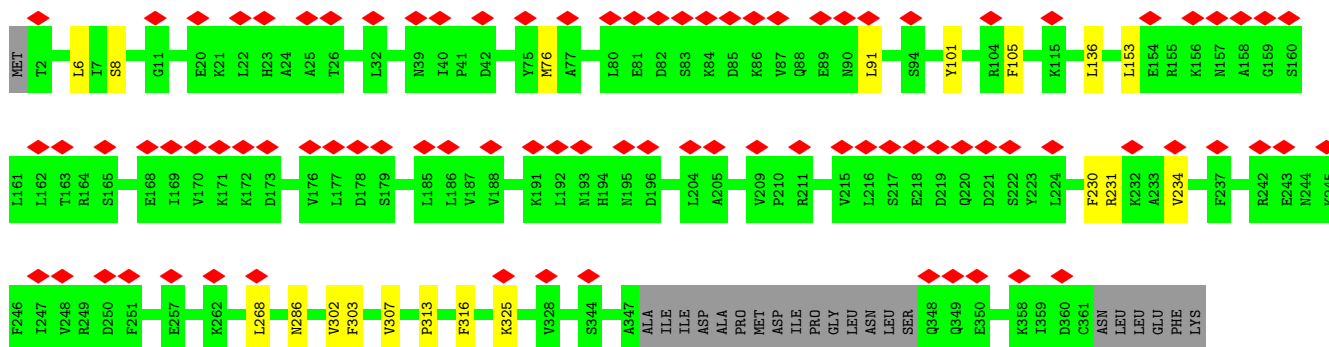 MET T2 L6 I7 S8 G11 E20 K21 L22 H23 A24 A25 T26 L32 N39 I40 P41 D42 Y75 M76 A77 L80 E81 D82 S83 K84 D85 K86 V87 Q88 E89 N90 L91 S94 Y101 R104 F105 K115 L136 L153 E154 R155 K156 N157 A158 G159 S160
L161 L162 T163 R164 S165 E168 I169 V170 K171 K172 D173 V176 L177 D178 S179 L185 L186 V187 V188 K191 L192 N193 H194 N195 D196 L204 A205 V209 P210 R211 V215 L216 S217 E218 D219 Q220 D221 S222 Y223 L224 F230 R231 K232 A233 V234 F237 R242 E243 N244 K245
F246 I247 V248 R249 D250 F251 E257 K262 L268 N286 V302 F303 V307 P313 F316 K325 V328 S344 A347 ALA ILE ILE ASP ALA PRO MET ASP ILE PRO GLY LEU ASN LEU SER Q348 Q349 E350 K358 I359 D360 C361 ASN LEU LEU GLU PHE LYS